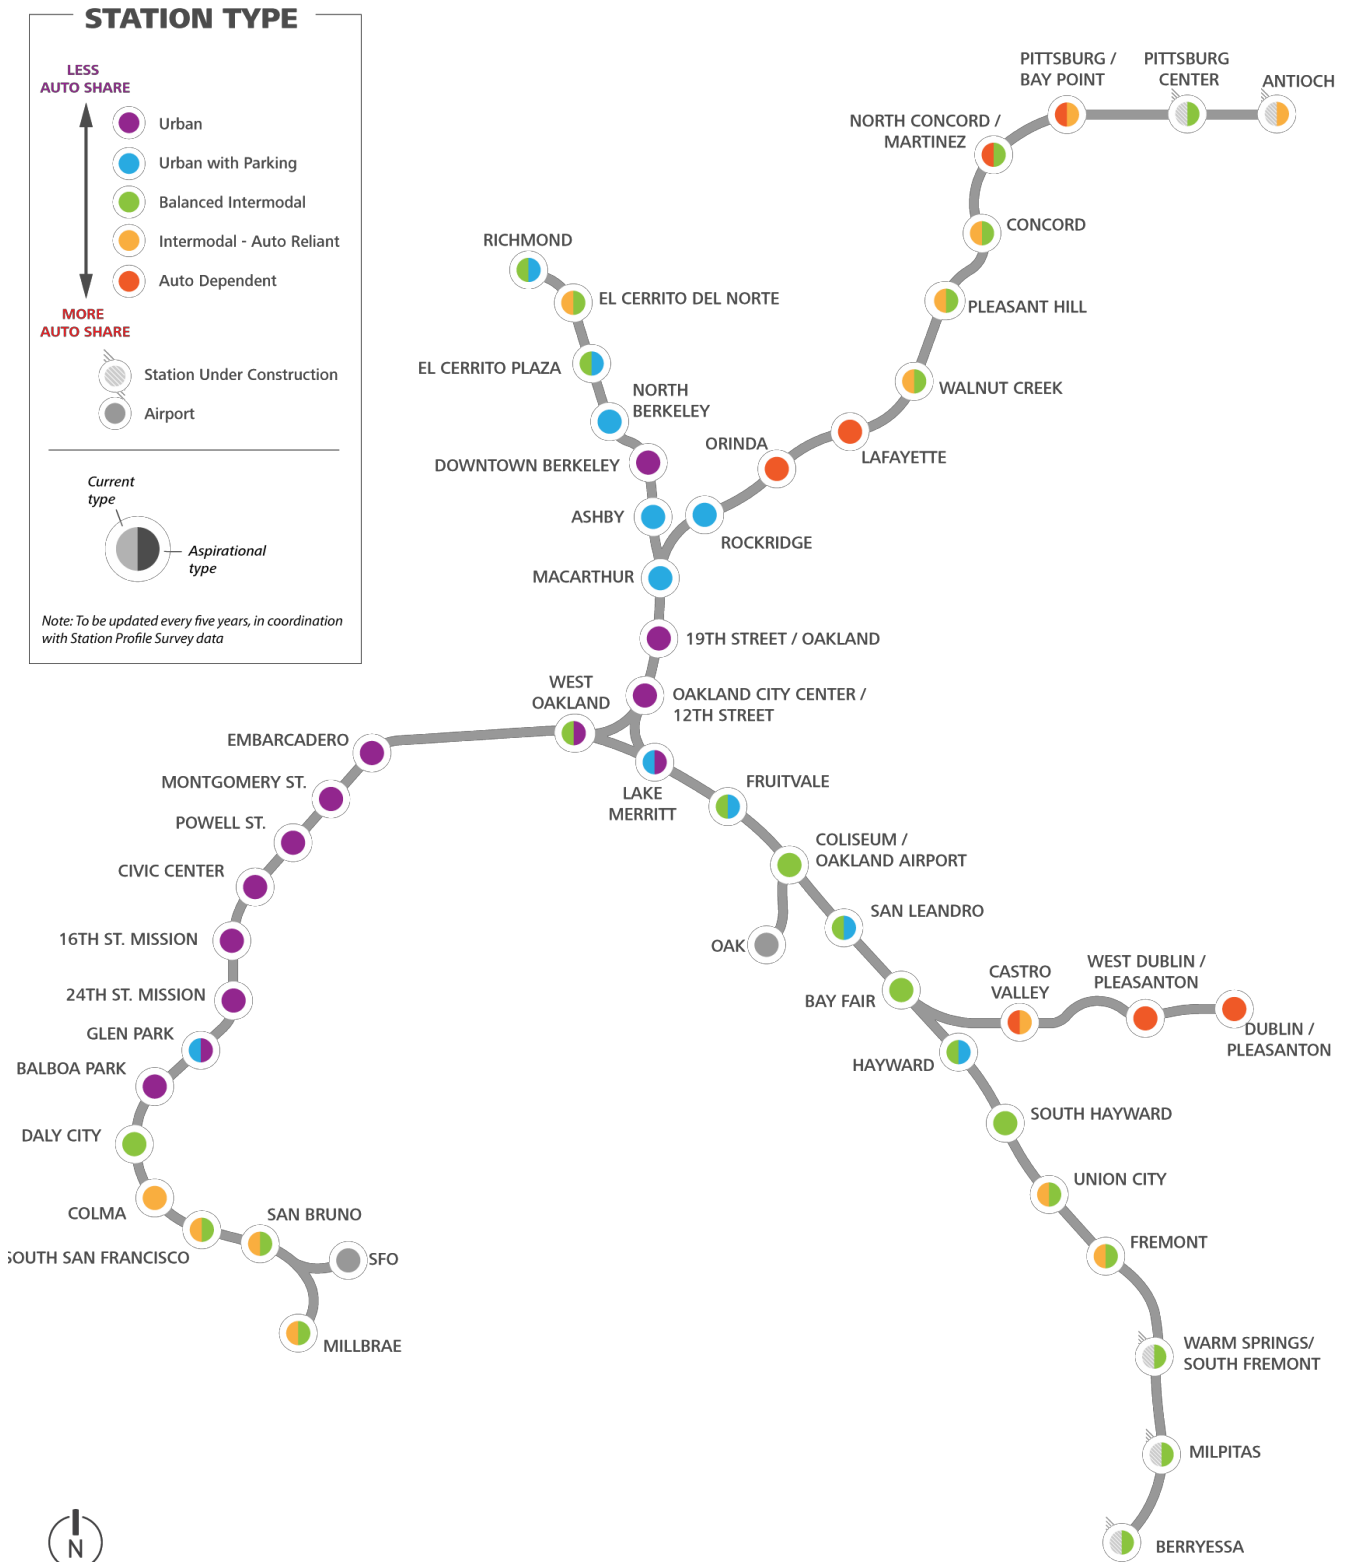 STATION TYPE
LESS
AUTO SHARE
Urban
Urban with Parking
Balanced Intermodal
Intermodal - Auto Reliant
Auto Dependent
MORE
AUTO SHARE
Station Under Construction
Airport
Current
type
Aspirational
type
Note: To be updated every five years, in coordination
with Station Profile Survey data
PITTSBURG /
BAY POINT
PITTSBURG
CENTER
ANTIOCH
NORTH CONCORD /
MARTINEZ
CONCORD
PLEASANT HILL
WALNUT CREEK
LAFAYETTE
ORINDA
ROCKRIDGE
RICHMOND
EL CERRITO DEL NORTE
EL CERRITO PLAZA
NORTH
BERKELEY
DOWNTOWN BERKELEY
ASHBY
MACARTHUR
19TH STREET / OAKLAND
OAKLAND CITY CENTER /
12TH STREET
WEST
OAKLAND
LAKE
MERRITT
EMBARCADERO
MONTGOMERY ST.
POWELL ST.
CIVIC CENTER
16TH ST. MISSION
24TH ST. MISSION
GLEN PARK
BALBOA PARK
DALY CITY
COLMA
SOUTH SAN FRANCISCO
SAN BRUNO
SFO
MILLBRAE
FRUITVALE
COLISEUM /
OAKLAND AIRPORT
OAK
SAN LEANDRO
BAY FAIR
CASTRO
VALLEY
WEST DUBLIN /
PLEASANTON
DUBLIN /
PLEASANTON
HAYWARD
SOUTH HAYWARD
UNION CITY
FREMONT
WARM SPRINGS/
SOUTH FREMONT
MILPITAS
BERRYESSA
N